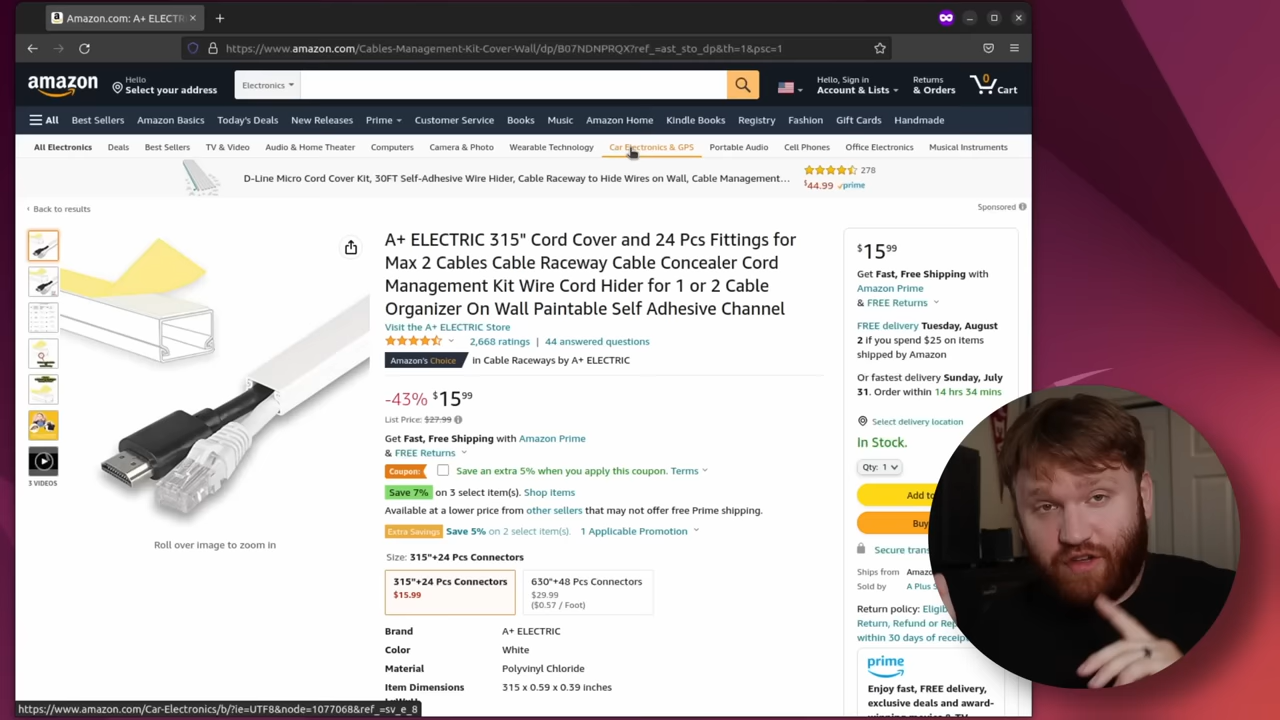 Amazon.com: A+ ELECTR
https://www.amazon.com/Cables-Management-Kit-Cover-Wall/dp/B07NDNPRQX?ref_=ast_sto_dp&th=1&psc=1
amazon
Hello
Select your address
Electronics
Hello, Sign in
Account & Lists
Returns
& Orders
0
Cart
All Best Sellers Amazon Basics Today's Deals New Releases Prime Customer Service Books Music Amazon Home Kindle Books Registry Fashion Gift Cards Handmade
All Electronics Deals Best Sellers TV & Video Audio & Home Theater Computers Camera & Photo Wearable Technology Car Electronics & GPS Portable Audio Cell Phones Office Electronics Musical Instruments
D-Line Micro Cord Cover Kit, 30FT Self-Adhesive Wire Hider, Cable Raceway to Hide Wires on Wall, Cable Management...
278
$44.99 prime
‹ Back to results
Sponsored
3 VIDEOS
Roll over image to zoom in
A+ ELECTRIC 315" Cord Cover and 24 Pcs Fittings for
Max 2 Cables Cable Raceway Cable Concealer Cord
Management Kit Wire Cord Hider for 1 or 2 Cable
Organizer On Wall Paintable Self Adhesive Channel
Visit the A+ ELECTRIC Store
2,668 ratings | 44 answered questions
Amazon's Choice in Cable Raceways by A+ ELECTRIC
-43% $15 99
List Price: $27.99
Get Fast, Free Shipping with Amazon Prime
& FREE Returns
Coupon: Save an extra 5% when you apply this coupon. Terms
Save 7% on 3 select item(s). Shop items
Available at a lower price from other sellers that may not offer free Prime shipping.
Extra Savings Save 5% on 2 select item(s). 1 Applicable Promotion
Size: 315"+24 Pcs Connectors
315"+24 Pcs Connectors
$15.99
630"+48 Pcs Connectors
$29.99
($0.57 / Foot)
Brand A+ ELECTRIC
Color White
Material Polyvinyl Chloride
Item Dimensions 315 x 0.59 x 0.39 inches
$15 99
Get Fast, Free Shipping with
Amazon Prime
& FREE Returns
FREE delivery Tuesday, August
2 if you spend $25 on items
shipped by Amazon
Or fastest delivery Sunday, July
31. Order within 14 hrs 34 mins
Select delivery location
In Stock.
Qty: 1
Add to
Buy
Secure tran
Ships from Amazo
Sold by A Plus S
Return policy: Eligib
Return, Refund or Rep
within 30 days of receip
prime
Enjoy fast, FREE delivery,
exclusive deals and award-
https://www.amazon.com/Car-Electronics/b/?ie=UTF8&node=1077068&ref_=sv_e_8